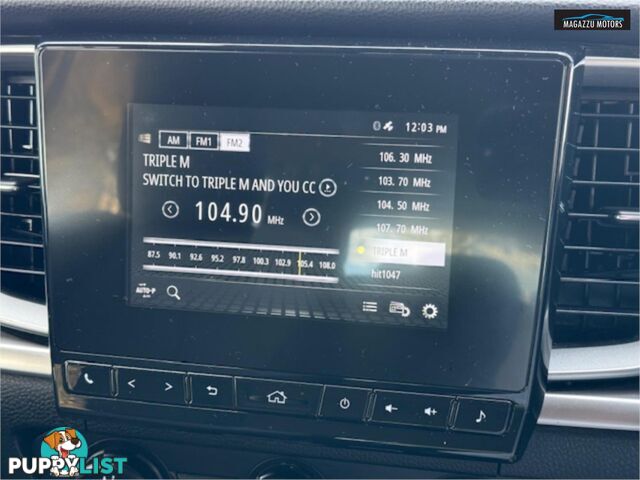 MAGAZZU MOTORS
12:03 PM
AM FM1 FM2
TRIPLE M
SWITCH TO TRIPLE M AND YOU CC
104.90 MHz
106. 30 MHz
103. 70 MHz
104. 50 MHz
107. 70 MHz
TRIPLE M
hit1047
87.5 90.1 92.6 95.2 97.8 100.3 102.9 105.4 108.0
AUTO-P
PUPPYLIST